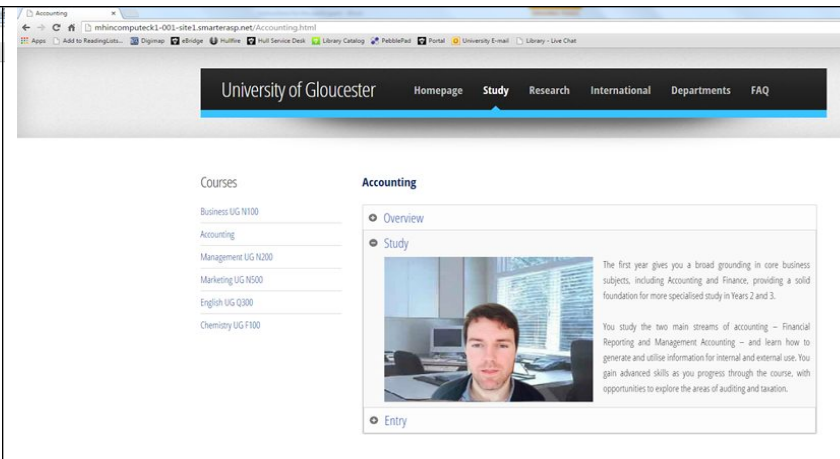 Accounting
mhincomputeck1-001-site1.smarterasp.net/Accounting.html
Apps Add to ReadingLists... Digimap eBridge Hullfire Hull Service Desk Library Catalog PebblePad Portal University E-mail Library - Live Chat
University of Gloucester Homepage Study Research International Departments FAQ
Courses
Business UG N100
Accounting
Management UG N200
Marketing UG N500
English UG Q300
Chemistry UG F100
Accounting
Overview
Study
The first year gives you a broad grounding in core business
subjects, including Accounting and Finance, providing a solid
foundation for more specialised study in Years 2 and 3.
You study the two main streams of accounting – Financial
Reporting and Management Accounting – and learn how to
generate and utilise information for internal and external use. You
gain advanced skills as you progress through the course, with
opportunities to explore the areas of auditing and taxation.
Entry